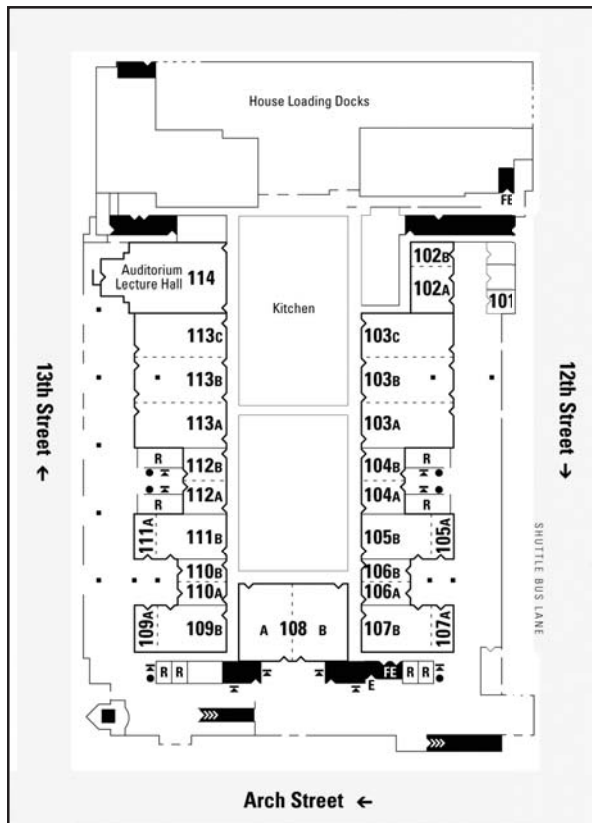 House Loading Docks
FE
102B
Auditorium
Lecture Hall
114
102A
101
Kitchen
113C
103C
13th Street ←
12th Street →
113B
103B
113A
103A
R
112B
104B
R
112A
104A
R
R
111A
111B
105B
105A
SHUTTLE BUS LANE
110B
106B
110A
106A
109A
109B
A 108 B
107B
107A
R R
FE
R R
E
Arch Street ←